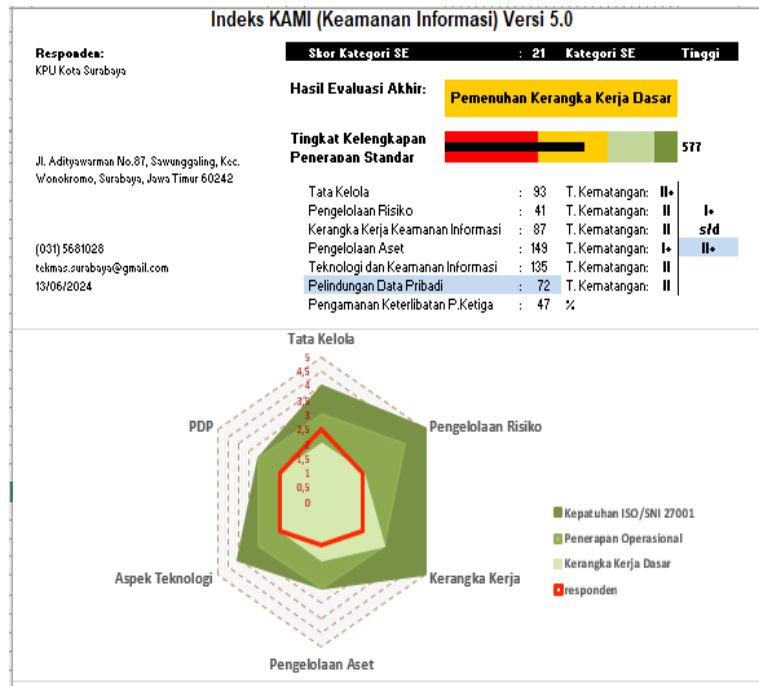 Indeks KAMI (Keamanan Informasi) Versi 5.0
Responden:
KPU Kota Surabaya
Jl. Adityawarman No.87, Sawunggaling, Kec.
Wonokromo, Surabaya, Jawa Timur 60242
(031) 5681028
tekmas.surabaya@gmail.com
13/06/2024
Skor Kategori SE : 21 Kategori SE Tinggi
Hasil Evaluasi Akhir: Pemenuhan Kerangka Kerja Dasar
Tingkat Kelengkapan
Penerapan Standar 577
Tata Kelola : 93 T. Kematangan: II+
Pengelolaan Risiko : 41 T. Kematangan: II I+
Kerangka Kerja Keamanan Informasi : 87 T. Kematangan: II s/d
Pengelolaan Aset : 149 T. Kematangan: I+ II+
Teknologi dan Keamanan Informasi : 135 T. Kematangan: II
Pelindungan Data Pribadi : 72 T. Kematangan: II
Pengamanan Keterlibatan P.Ketiga : 47 %
Tata Kelola
5
4,5
4
3,5
3
2,5
2
1,5
1
0,5
0
PDP
Pengelolaan Risiko
Aspek Teknologi
Kerangka Kerja
Pengelolaan Aset
Kepatuhan ISO/SNI 27001
Penerapan Operasional
Kerangka Kerja Dasar
responden